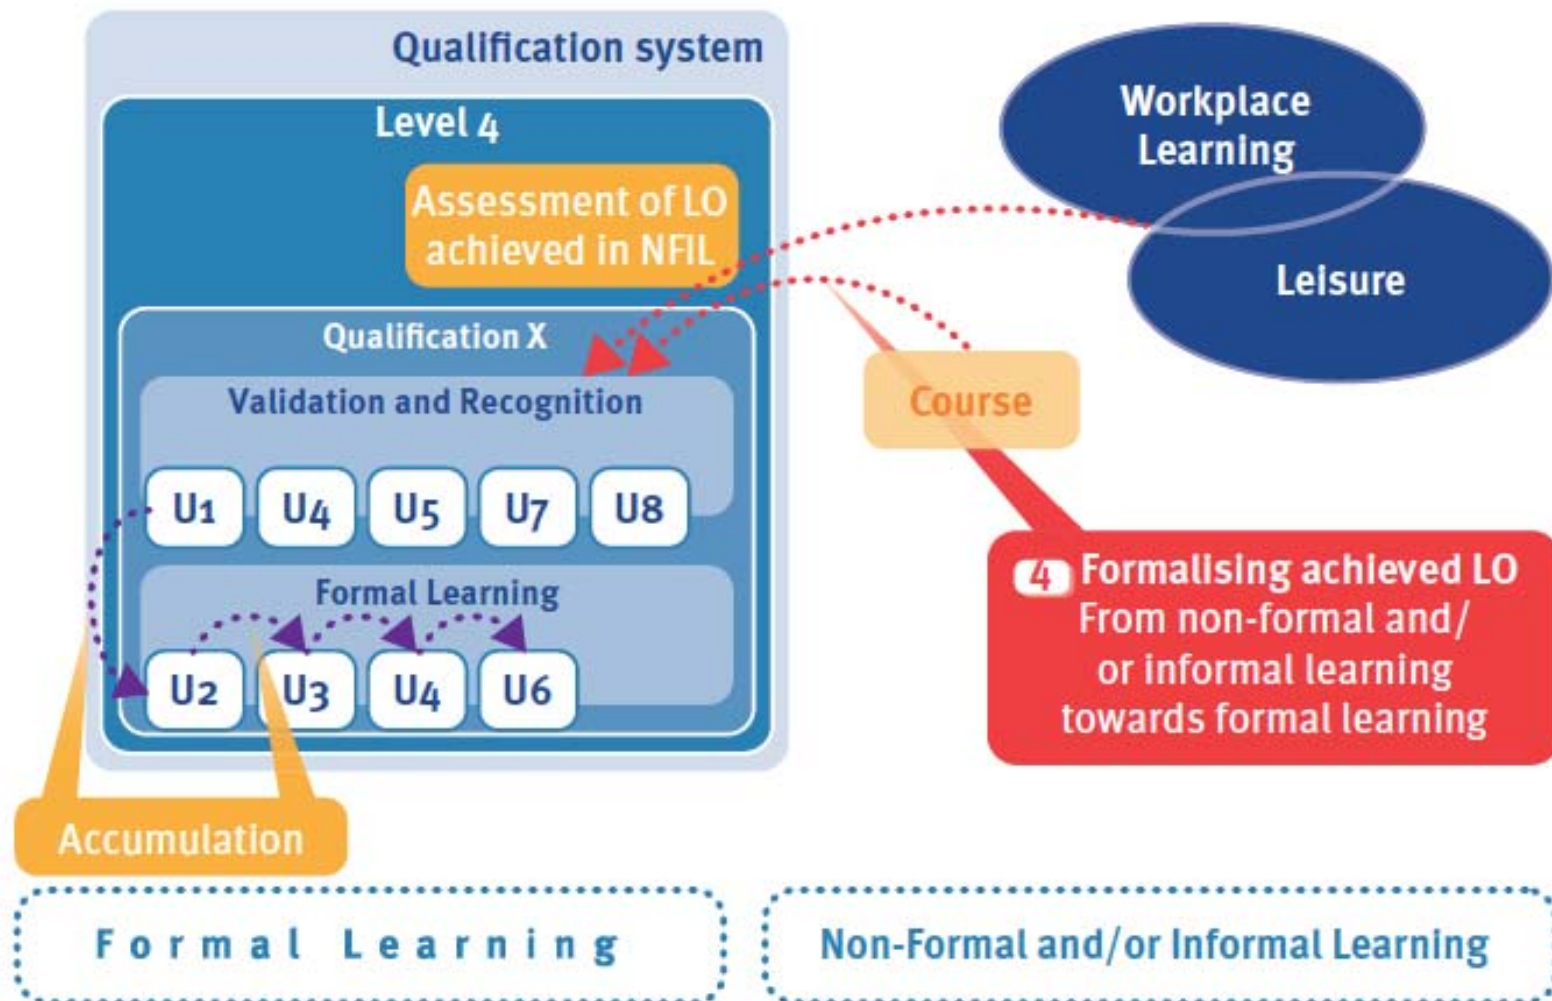 Qualification system
Level 4
Assessment of LO
achieved in NFIL
Qualification X
Validation and Recognition
U1 U4 U5 U7 U8
Formal Learning
U2 U3 U4 U6
Accumulation
Workplace
Learning
Leisure
Course
4 Formalising achieved LO
From non-formal and/
or informal learning
towards formal learning
Formal Learning
Non-Formal and/or Informal Learning